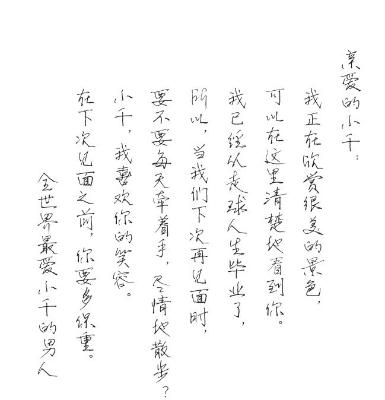 亲爱的小千：
我正在欣赏很美的景色，
可以在这里清楚地看到你。
我已经从走球人生毕业了，
所以，当我们下次再见面时，
要不要每天牵着手，尽情地散步？
小千，我喜欢你的笑容。
在下次见面之前，你要多保重。
全世界最爱小千的男人